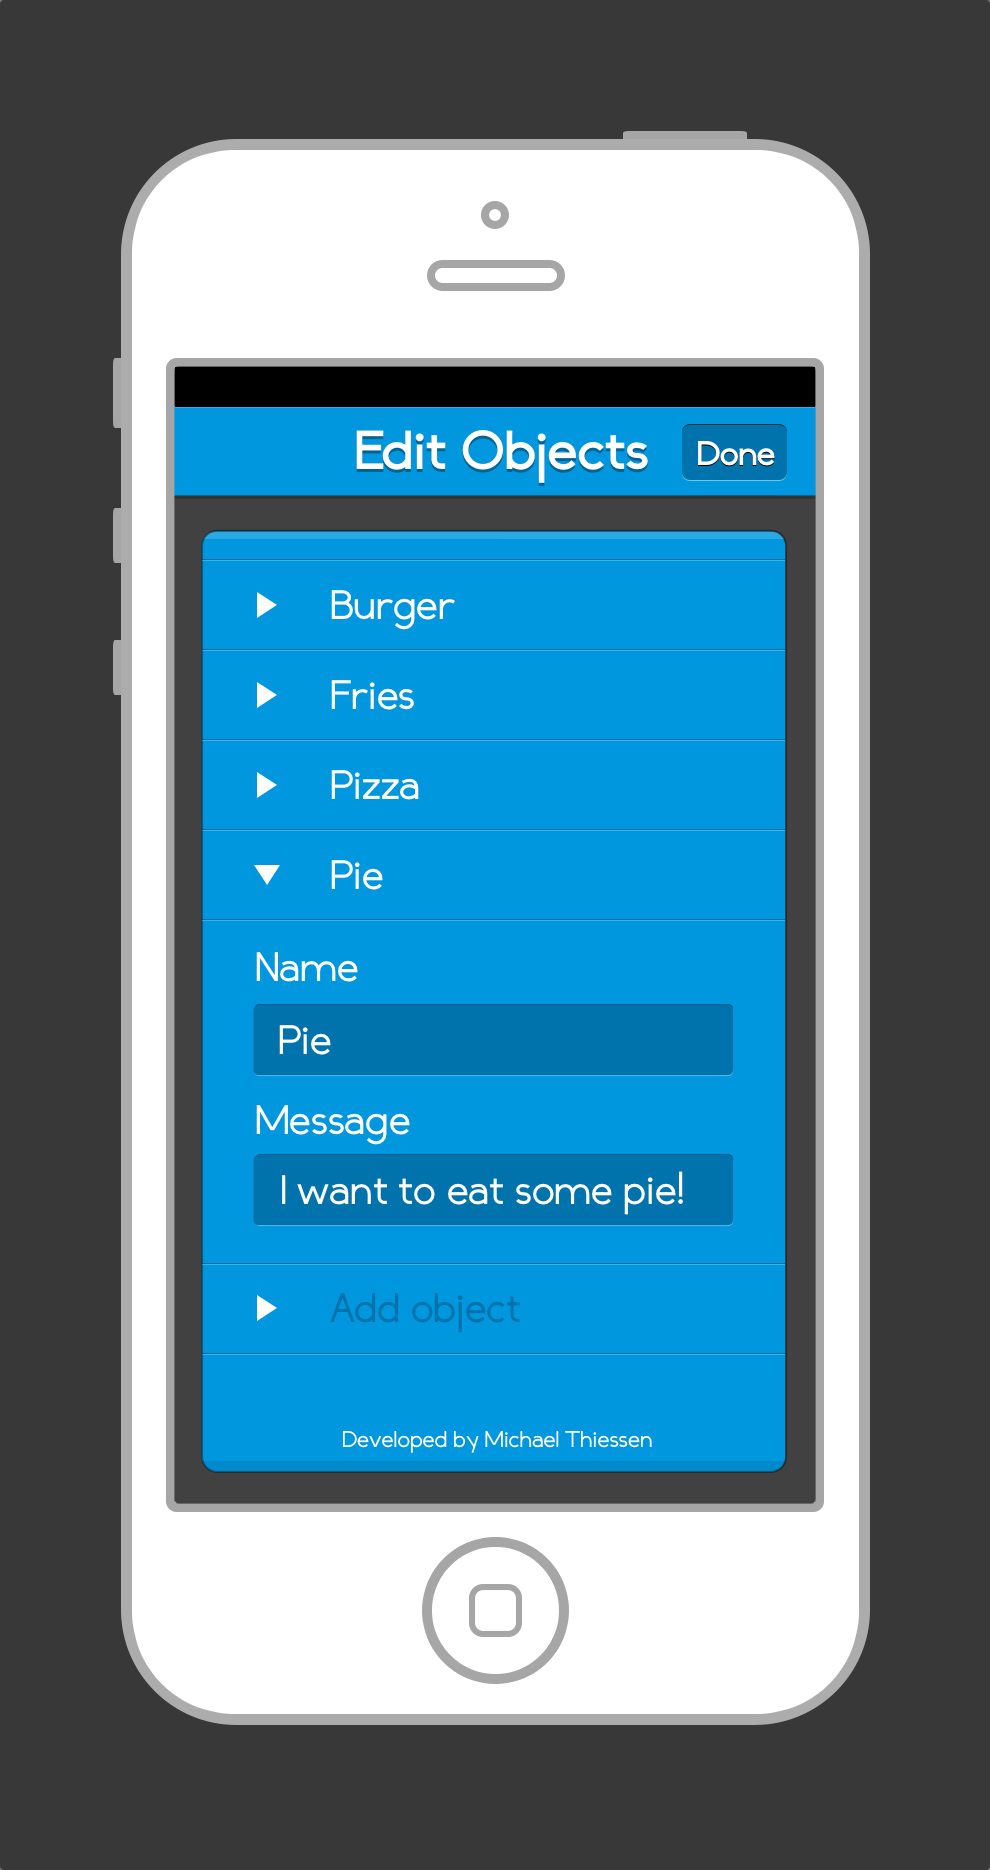 Edit Objects
Done
Burger
Fries
Pizza
Pie
Name
Pie
Message
I want to eat some pie!
Add object
Developed by Michael Thiessen